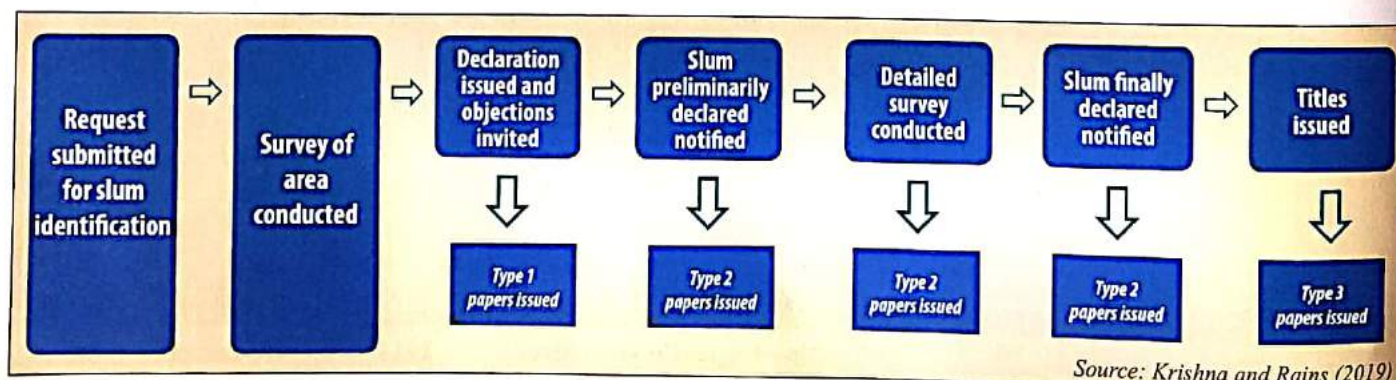 Request
submitted
for slum
identification
Survey of
area
conducted
Declaration
issued and
objections
invited
Slum
preliminarily
declared
notified
Detailed
survey
conducted
Slum finally
declared
notified
Titles
issued
Type 1
papers issued
Type 2
papers issued
Type 2
papers issued
Type 2
papers issued
Type 3
papers issued
Source: Krishna and Rains (2019)